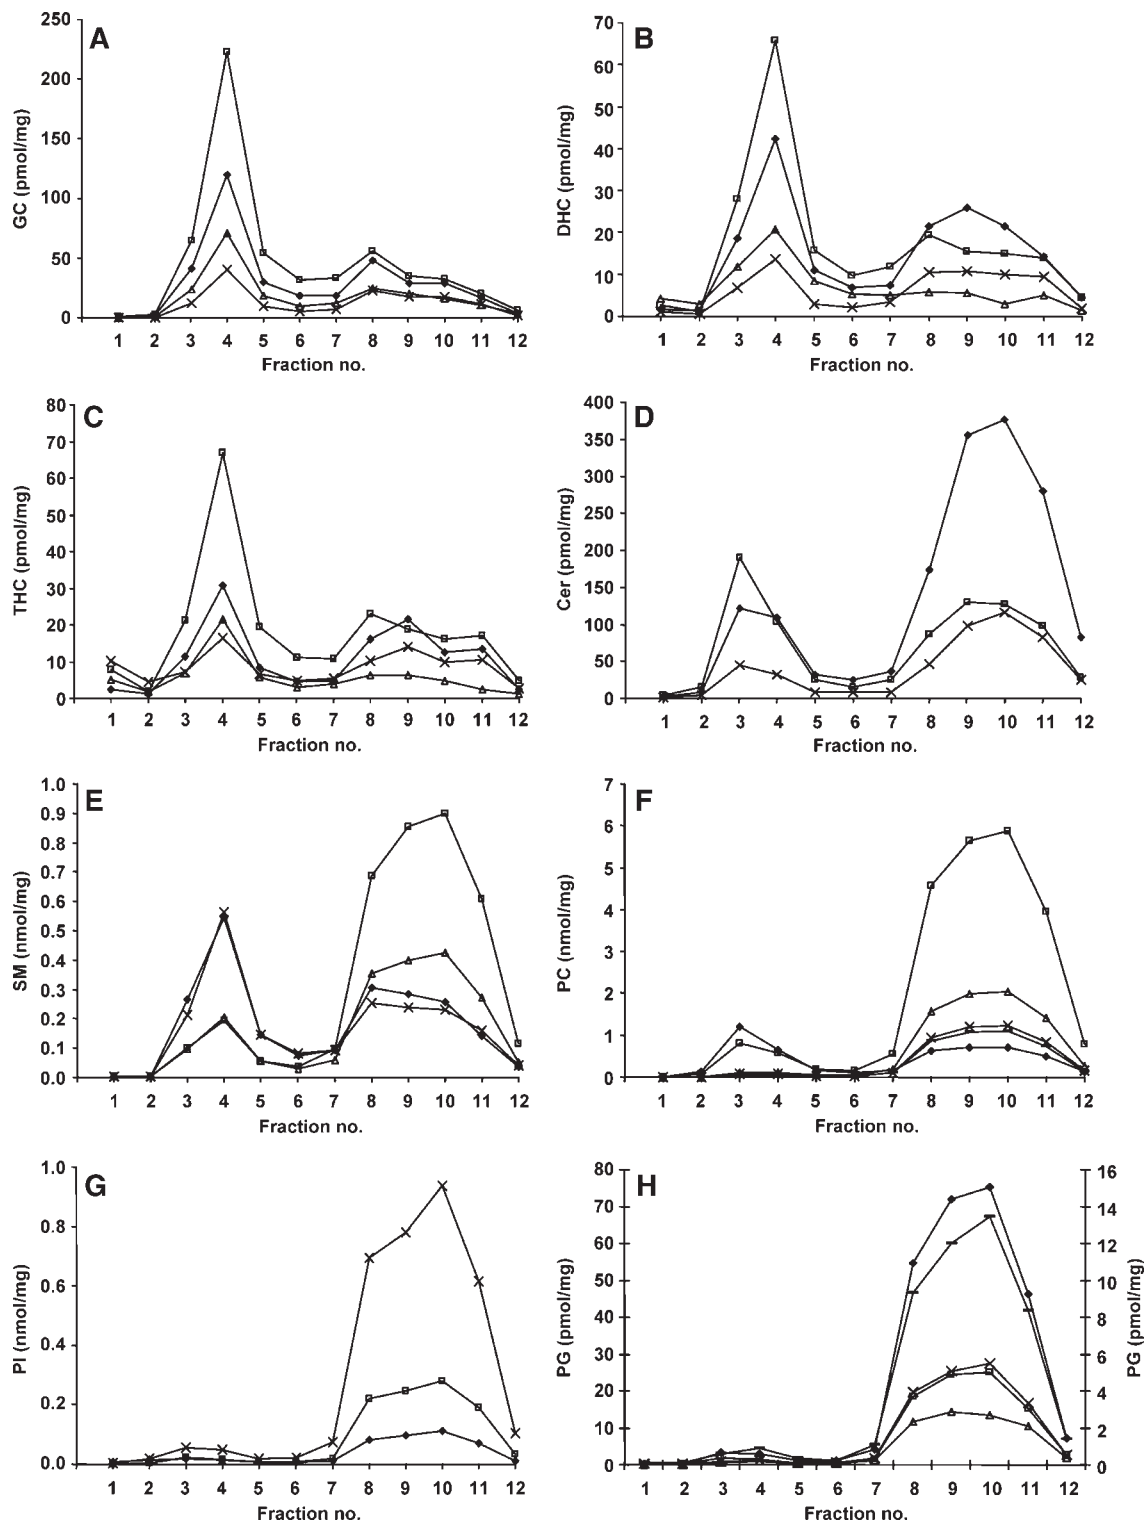 A
GC (pmol/mg)
250
200
150
100
50
0
1 2 3 4 5 6 7 8 9 10 11 12
Fraction no.
B
DHC (pmol/mg)
70
60
50
40
30
20
10
0
1 2 3 4 5 6 7 8 9 10 11 12
Fraction no.
C
THC (pmol/mg)
80
70
60
50
40
30
20
10
0
1 2 3 4 5 6 7 8 9 10 11 12
Fraction no.
D
Cer (pmol/mg)
400
350
300
250
200
150
100
50
0
1 2 3 4 5 6 7 8 9 10 11 12
Fraction no.
E
SM (nmol/mg)
1.0
0.9
0.8
0.7
0.6
0.5
0.4
0.3
0.2
0.1
0.0
1 2 3 4 5 6 7 8 9 10 11 12
Fraction no.
F
PC (nmol/mg)
7
6
5
4
3
2
1
0
1 2 3 4 5 6 7 8 9 10 11 12
Fraction no.
G
PI (nmol/mg)
1.0
0.8
0.6
0.4
0.2
0.0
1 2 3 4 5 6 7 8 9 10 11 12
Fraction no.
H
PG (pmol/mg)
80
70
60
50
40
30
20
10
0
1 2 3 4 5 6 7 8 9 10 11 12
Fraction no.
16
14
12
10
8
6
4
2
0
PG (pmol/mg)